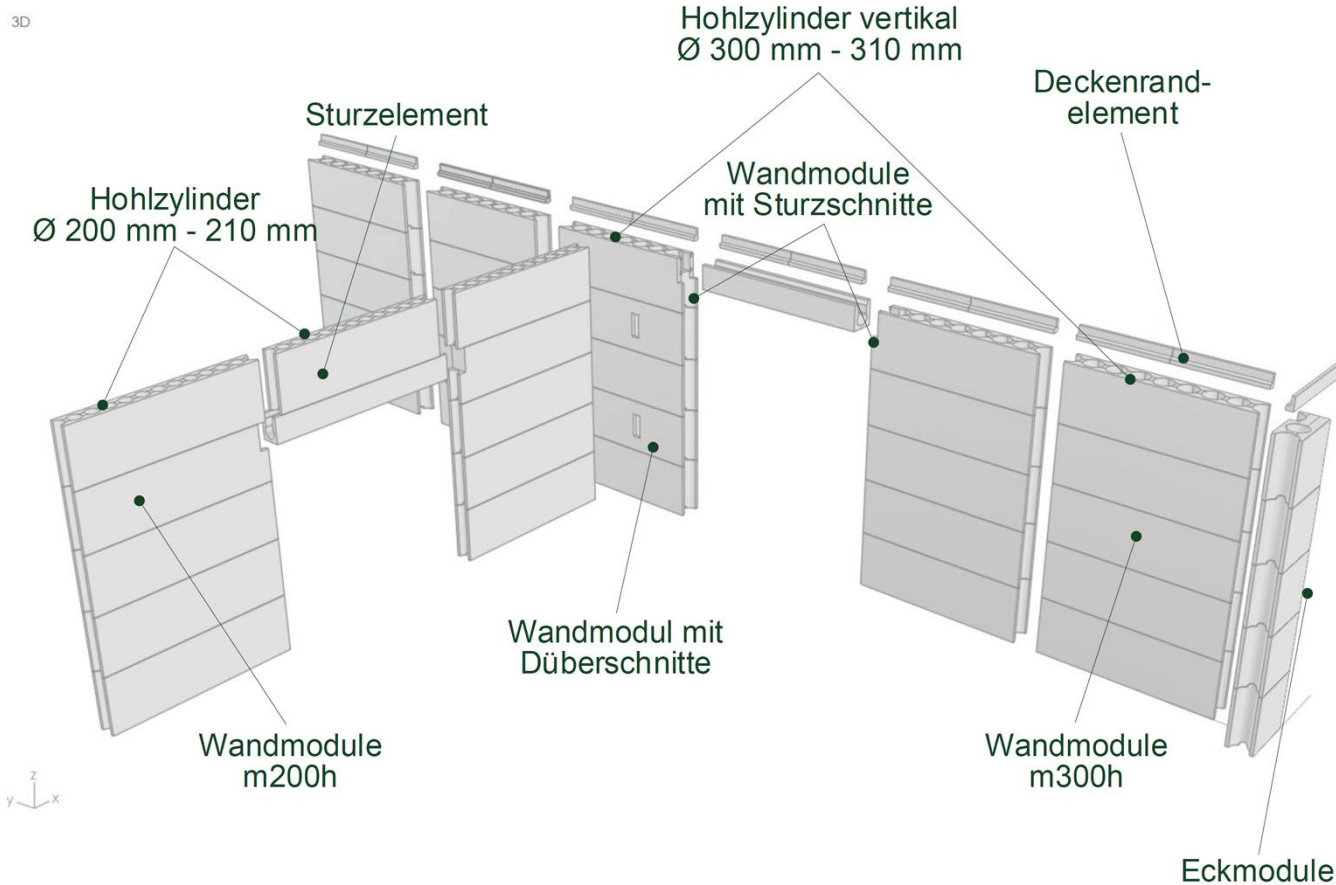 3D
Hohlzylinder vertikal
Ø 300 mm - 310 mm
Deckenrand-
element
Sturzelement
Wandmodule
mit Sturzschnitte
Hohlzylinder
Ø 200 mm - 210 mm
Wandmodul mit
Düberschnitte
Wandmodule
m200h
Wandmodule
m300h
z
y
x
Eckmodule